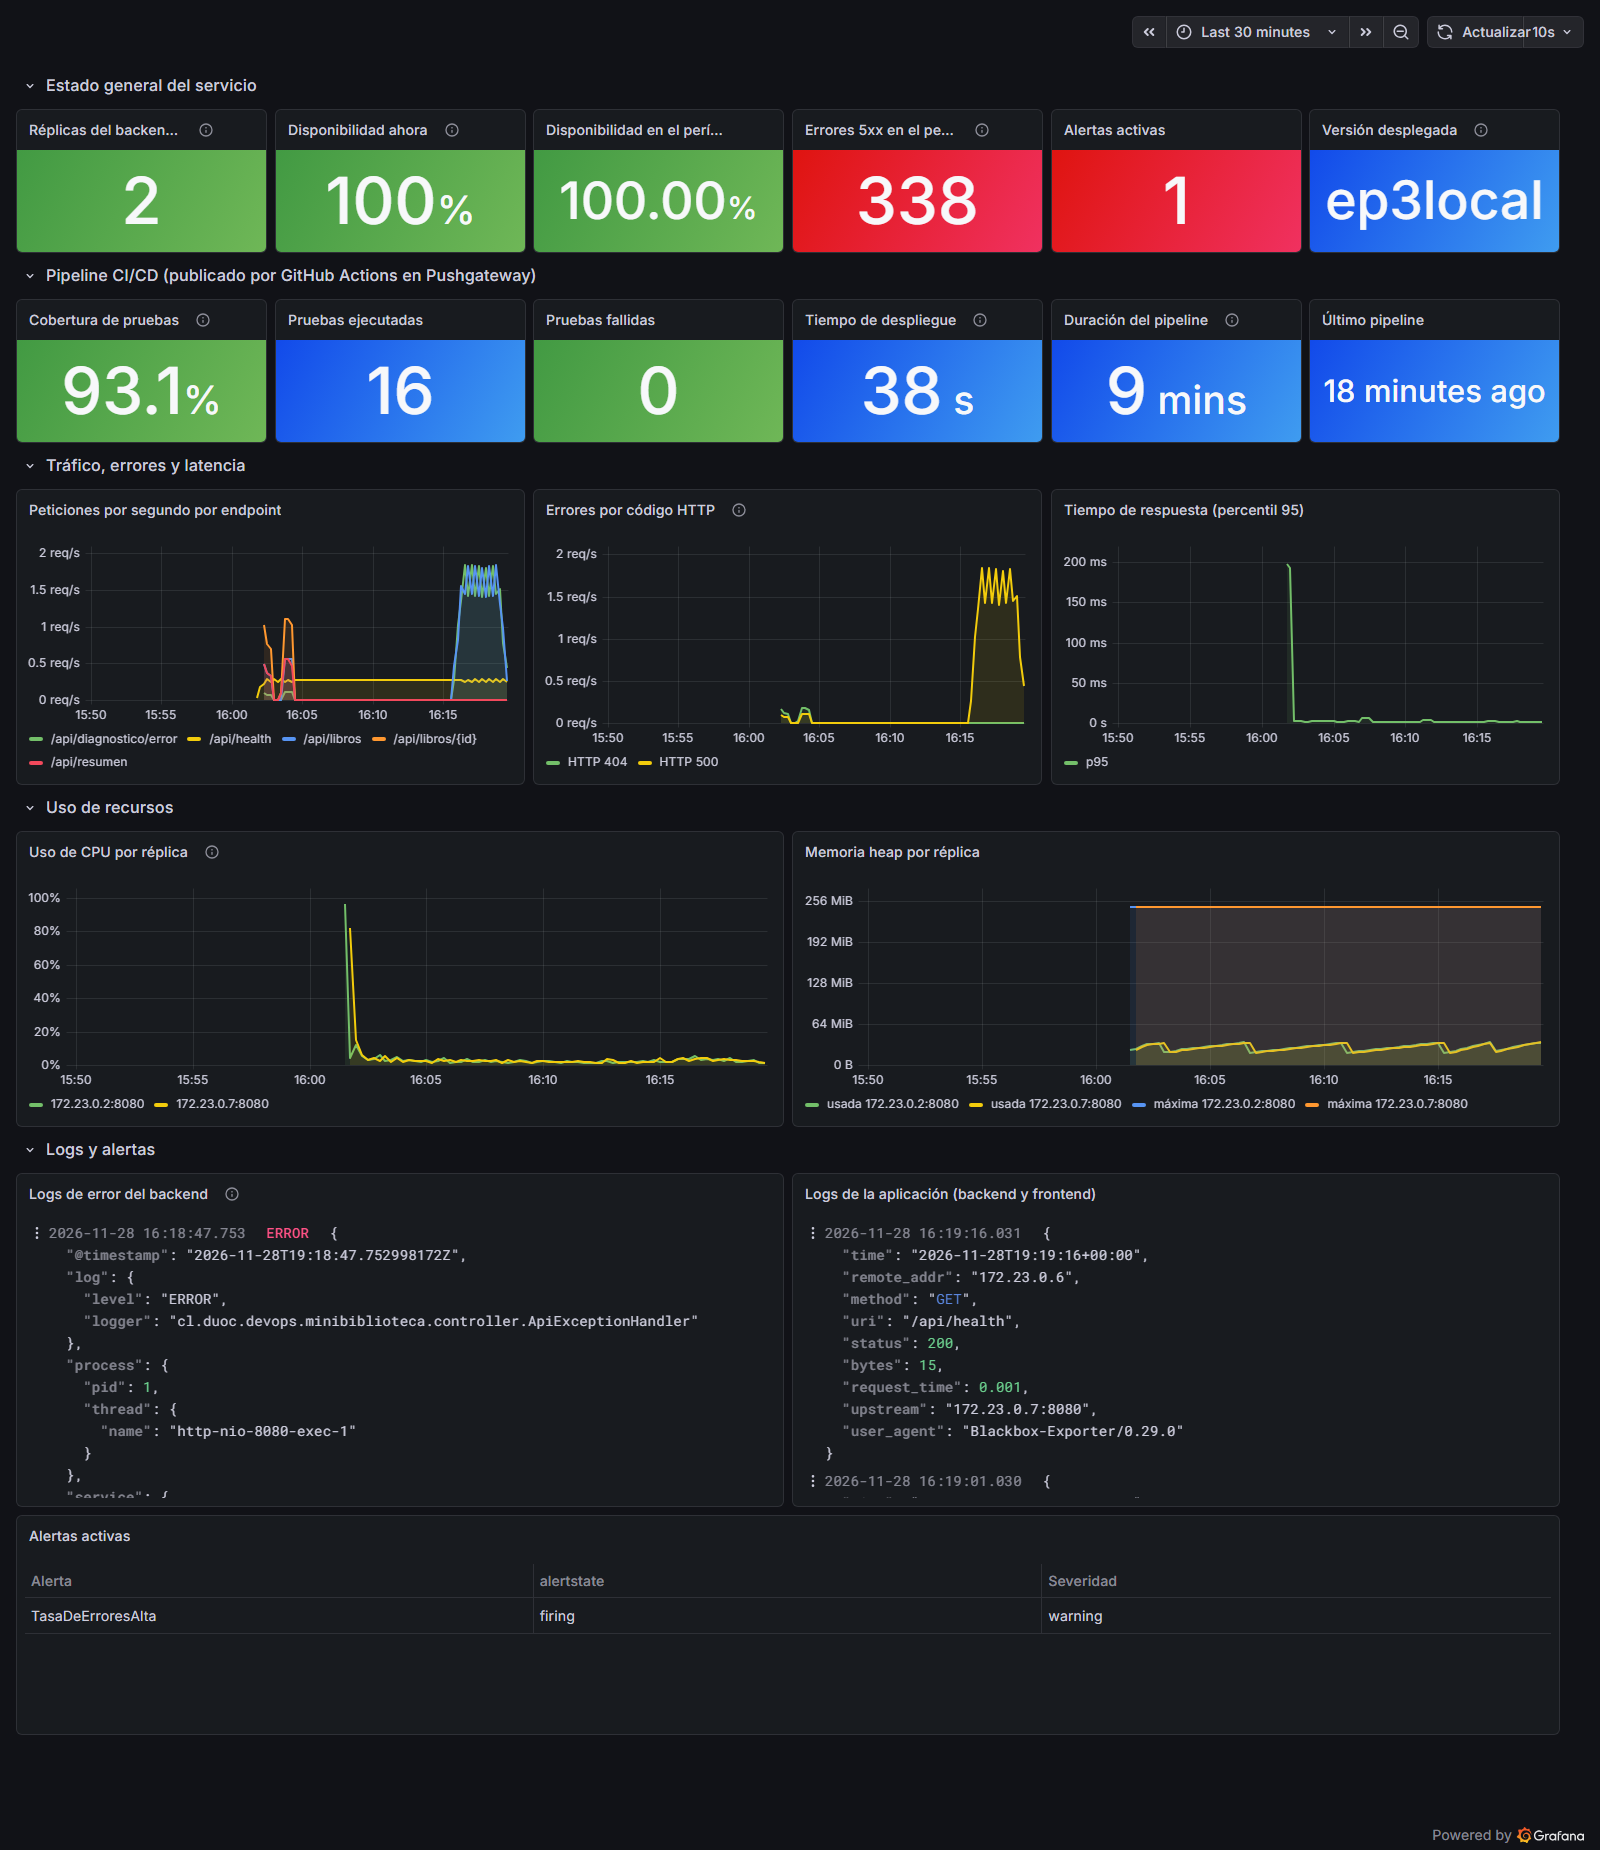 Last 30 minutes
Actualizar 10s
Estado general del servicio
Réplicas del backen...
Disponibilidad ahora
Disponibilidad en el perí...
Errores 5xx en el pe...
Alertas activas
Versión desplegada
2
100%
100.00%
338
1
ep3local
Pipeline CI/CD (publicado por GitHub Actions en Pushgateway)
Cobertura de pruebas
Pruebas ejecutadas
Pruebas fallidas
Tiempo de despliegue
Duración del pipeline
Último pipeline
93.1%
16
0
38 s
9 mins
18 minutes ago
Tráfico, errores y latencia
Peticiones por segundo por endpoint
2 req/s
1.5 req/s
1 req/s
0.5 req/s
0 req/s
15:50 15:55 16:00 16:05 16:10 16:15
/api/diagnostico/error /api/health /api/libros /api/libros/{id}
/api/resumen
Errores por código HTTP
2 req/s
1.5 req/s
1 req/s
0.5 req/s
0 req/s
15:50 15:55 16:00 16:05 16:10 16:15
HTTP 404 HTTP 500
Tiempo de respuesta (percentil 95)
200 ms
150 ms
100 ms
50 ms
0 s
15:50 15:55 16:00 16:05 16:10 16:15
p95
Uso de recursos
Uso de CPU por réplica
100%
80%
60%
40%
20%
0%
15:50 15:55 16:00 16:05 16:10 16:15
172.23.0.2:8080 172.23.0.7:8080
Memoria heap por réplica
256 MiB
192 MiB
128 MiB
64 MiB
0 B
15:50 15:55 16:00 16:05 16:10 16:15
usada 172.23.0.2:8080 usada 172.23.0.7:8080 máxima 172.23.0.2:8080 máxima 172.23.0.7:8080
Logs y alertas
Logs de error del backend
2026-11-28 16:18:47.753 ERROR {
"@timestamp": "2026-11-28T19:18:47.752998172Z",
"log": {
"level": "ERROR",
"logger": "cl.duoc.devops.minibiblioteca.controller.ApiExceptionHandler"
},
"process": {
"pid": 1,
"thread": {
"name": "http-nio-8080-exec-1"
}
},
"service": {
Logs de la aplicación (backend y frontend)
2026-11-28 16:19:16.031 {
"time": "2026-11-28T19:19:16+00:00",
"remote_addr": "172.23.0.6",
"method": "GET",
"uri": "/api/health",
"status": 200,
"bytes": 15,
"request_time": 0.001,
"upstream": "172.23.0.7:8080",
"user_agent": "Blackbox-Exporter/0.29.0"
}
2026-11-28 16:19:01.030 {
Alertas activas
Alerta alertstate Severidad
TasaDeErroresAlta firing warning
Powered by Grafana